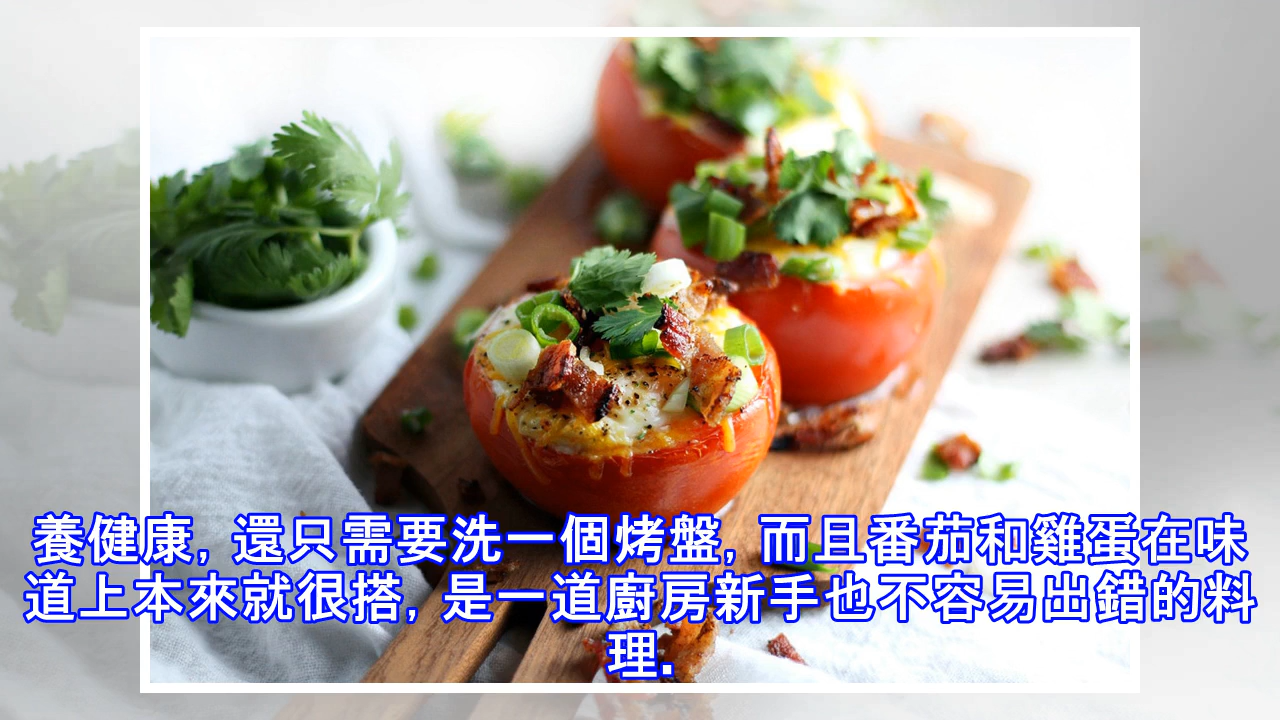 養健康, 還只需要洗一個烤盤, 而且番茄和雞蛋在味
道上本來就很搭, 是一道廚房新手也不容易出錯的料
理.